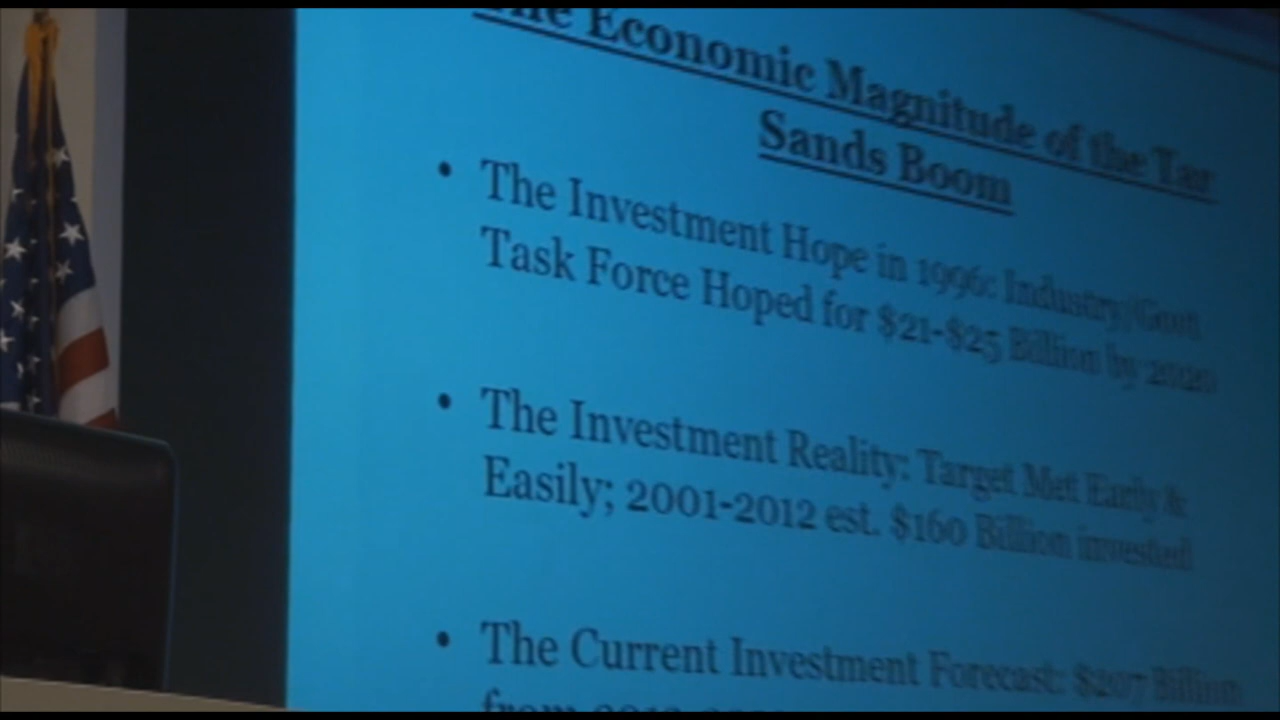 The Economic Magnitude of the Tar
Sands Boom
• The Investment Hope in 1996: Industry/Govt
Task Force Hoped for $21-$25 Billion by 2020
• The Investment Reality: Target Met Early &
Easily; 2001-2012 est. $160 Billion invested
• The Current Investment Forecast: $207 Billion
from